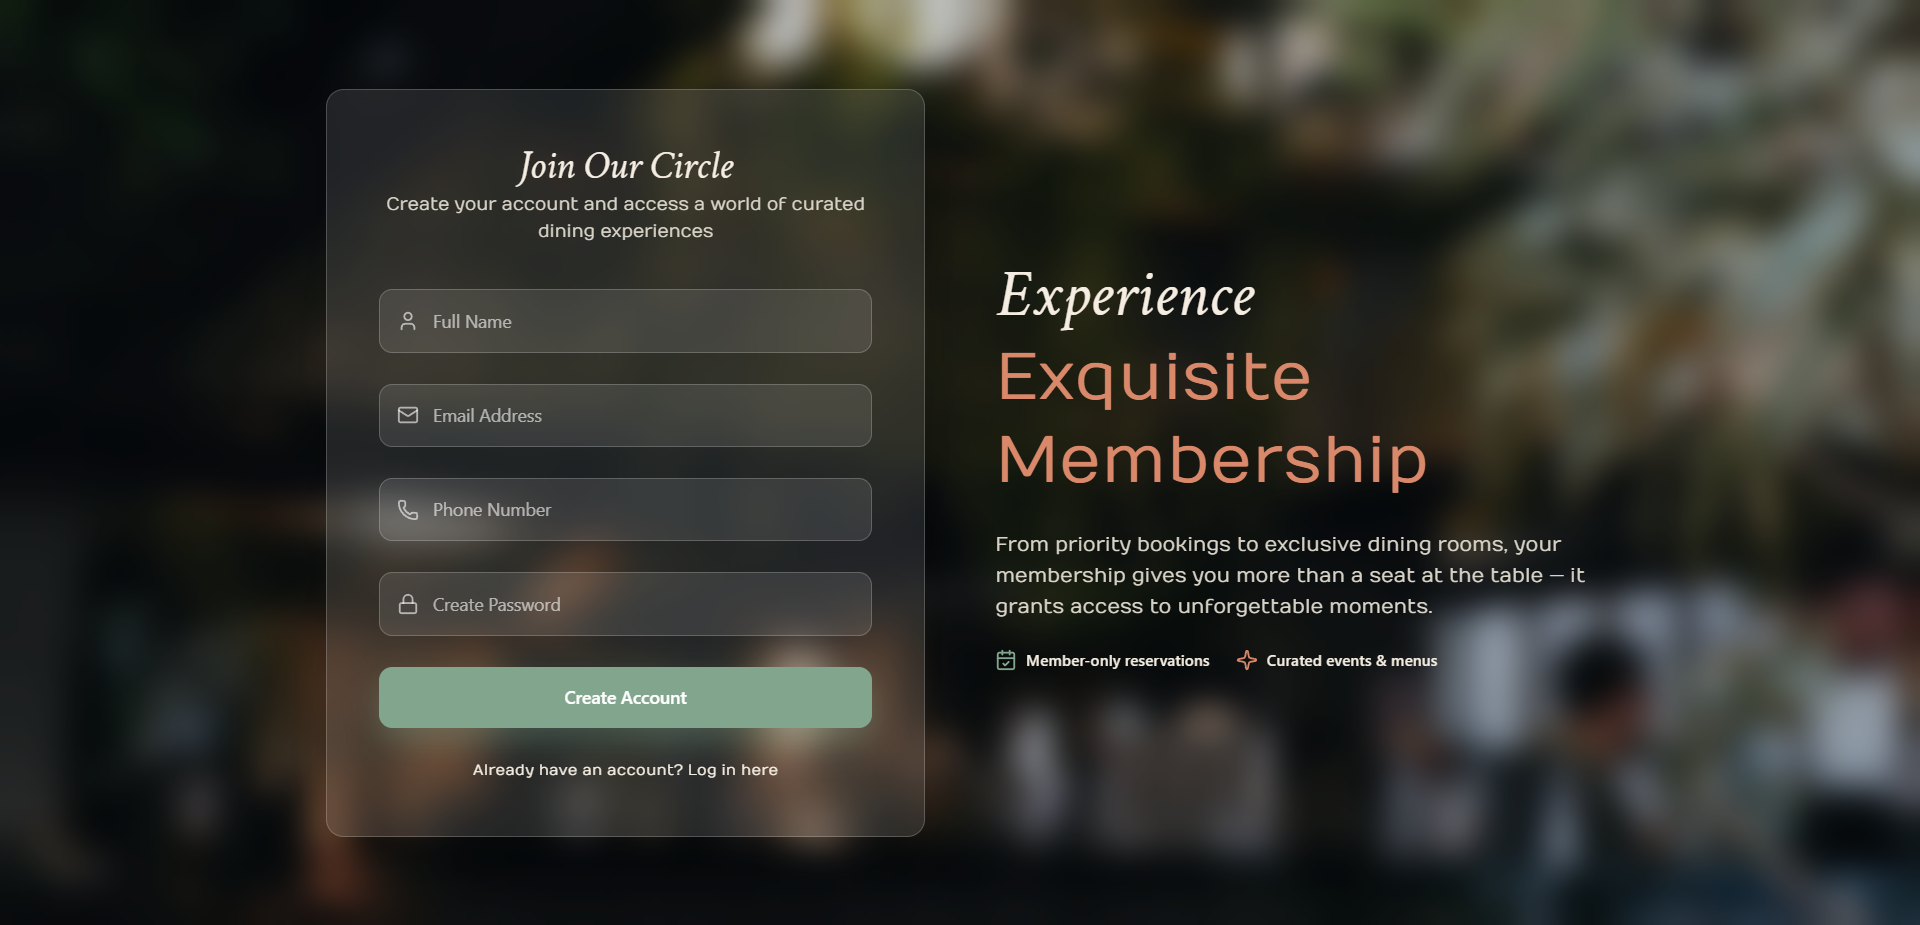 Join Our Circle
Create your account and access a world of curated
dining experiences
Full Name
Email Address
Phone Number
Create Password
Create Account
Already have an account? Log in here
Experience
Exquisite
Membership
From priority bookings to exclusive dining rooms, your
membership gives you more than a seat at the table — it
grants access to unforgettable moments.
Member-only reservations
Curated events & menus